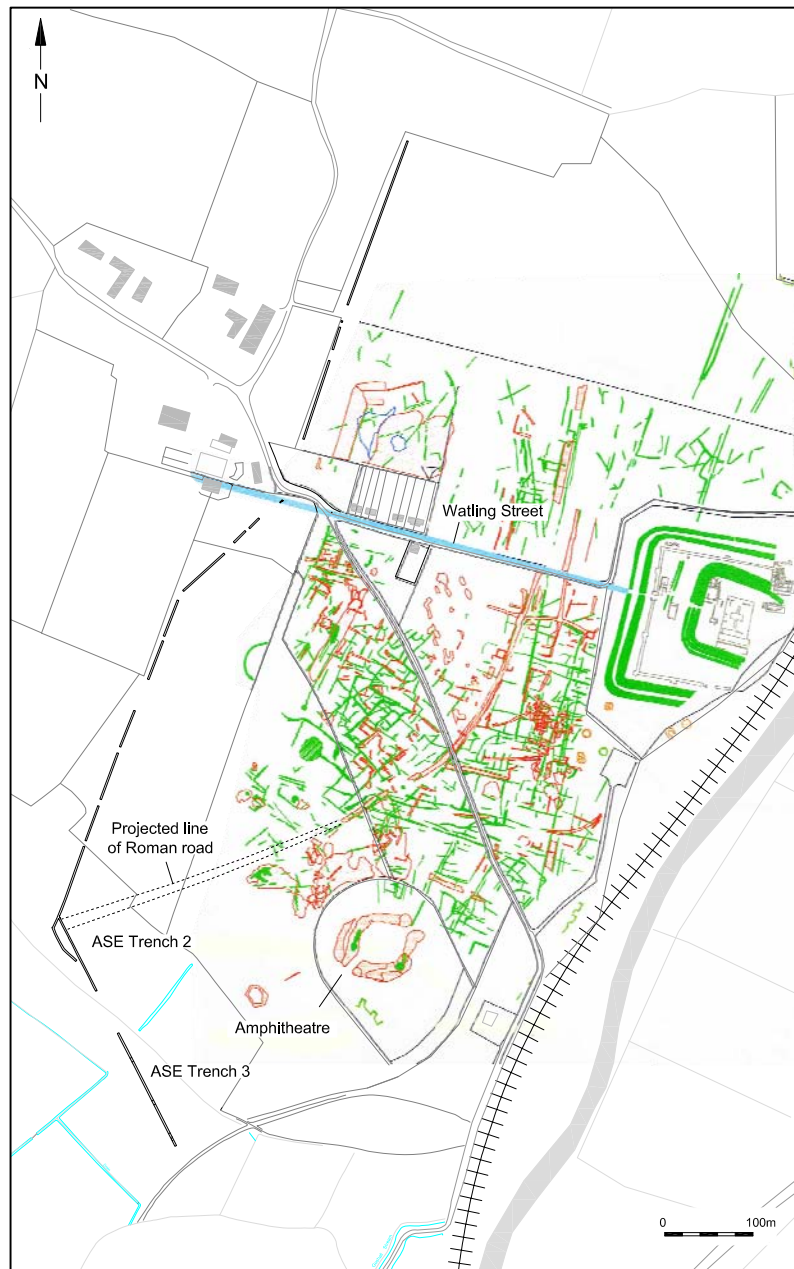 N
Watling Street
Projected line
of Roman road
ASE Trench 2
Amphitheatre
ASE Trench 3
0 100m